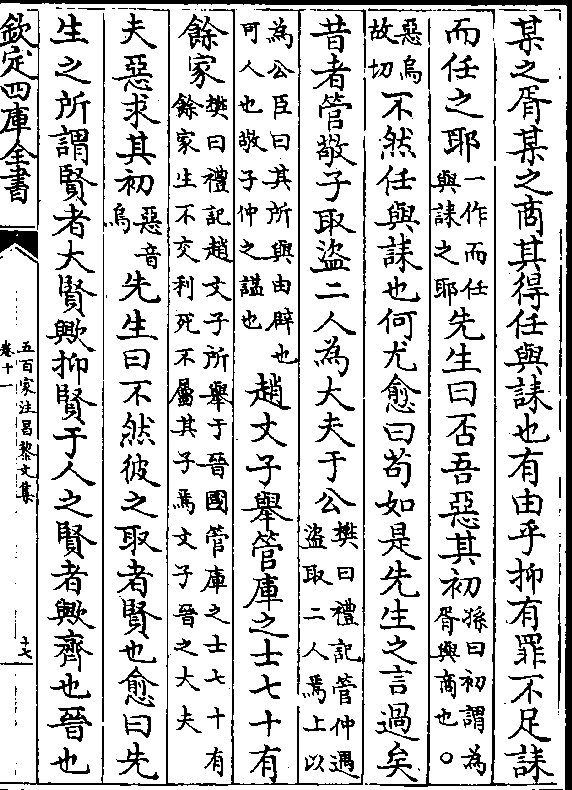 某之胥某之商其得任與誅也有由乎抑有罪不足誅
而任之耶一作而任與誅之耶先生曰否吾惡其初孫曰初謂為胥與商也。
惡烏故切不然任與誅也何尤愈曰苟如是先生之言過矣
昔者管敬子取盜二人為大夫于公樊曰禮記管仲遇盜取二人焉上以
為公臣曰其所與由辟也可人也敬子仲之諡也趙文子舉管庫之士七十有
餘家樊曰禮記趙文子所舉于晉國管庫之士七十有餘家生不交利死不屬其子焉文子晉之大夫
夫惡求其初惡音烏先生曰不然彼之取者賢也愈曰先
生之所謂賢者大賢歟抑賢于人之賢者歟齊也晉也
欽定四庫全書
五百家注昌黎文集
卷十一
十七